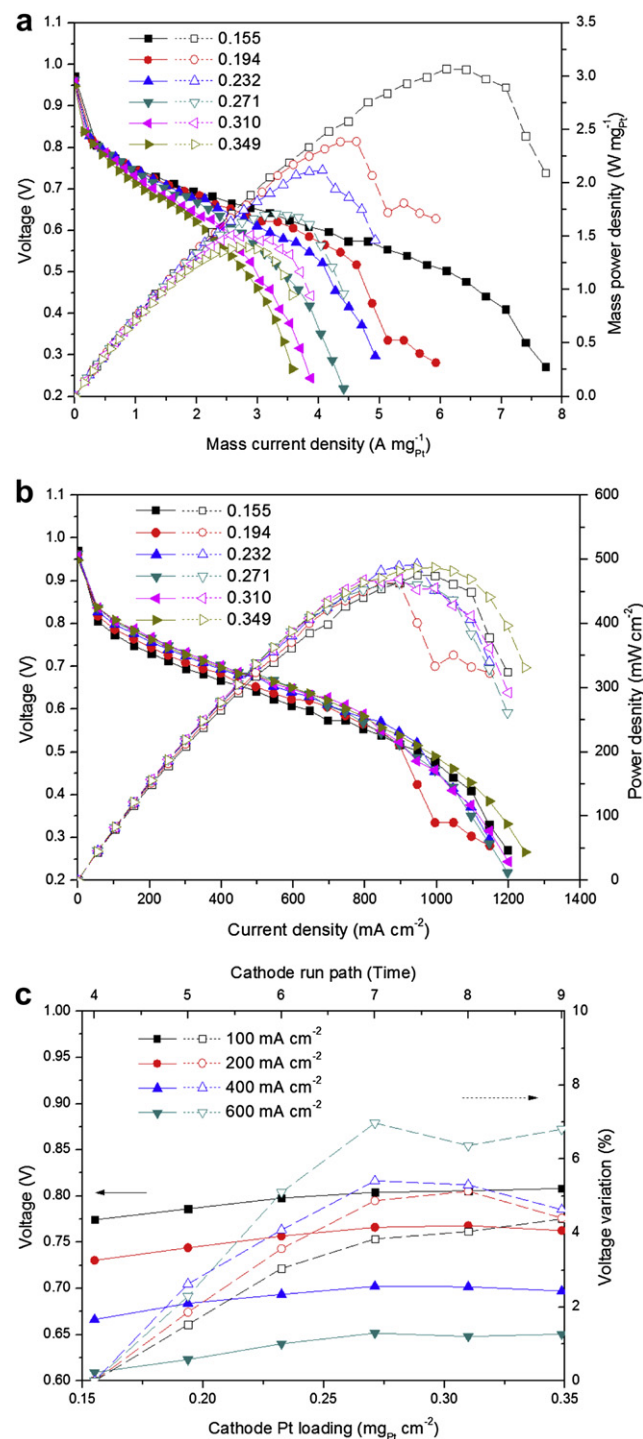 a
1.1
1.0
0.9
0.8
0.7
0.6
0.5
0.4
0.3
0.2
Voltage (V)
0.155
0.194
0.232
0.271
0.310
0.349
3.5
3.0
2.5
2.0
1.5
1.0
0.5
0.0
Mass power desnity (W mg⁻¹Pt)
0 1 2 3 4 5 6 7 8
Mass current density (A mg⁻¹Pt)
b
1.1
1.0
0.9
0.8
0.7
0.6
0.5
0.4
0.3
0.2
Voltage (V)
0.155
0.194
0.232
0.271
0.310
0.349
600
500
400
300
200
100
0
Power desnity (mW cm⁻²)
0 200 400 600 800 1000 1200 1400
Current density (mA cm⁻²)
Cathode run path (Time)
c
4 5 6 7 8 9
1.00
0.95
0.90
0.85
0.80
0.75
0.70
0.65
0.60
Voltage (V)
100 mA cm⁻²
200 mA cm⁻²
400 mA cm⁻²
600 mA cm⁻²
10
8
6
4
2
0
Voltage variation (%)
0.15 0.20 0.25 0.30 0.35
Cathode Pt loading (mgPt cm⁻²)